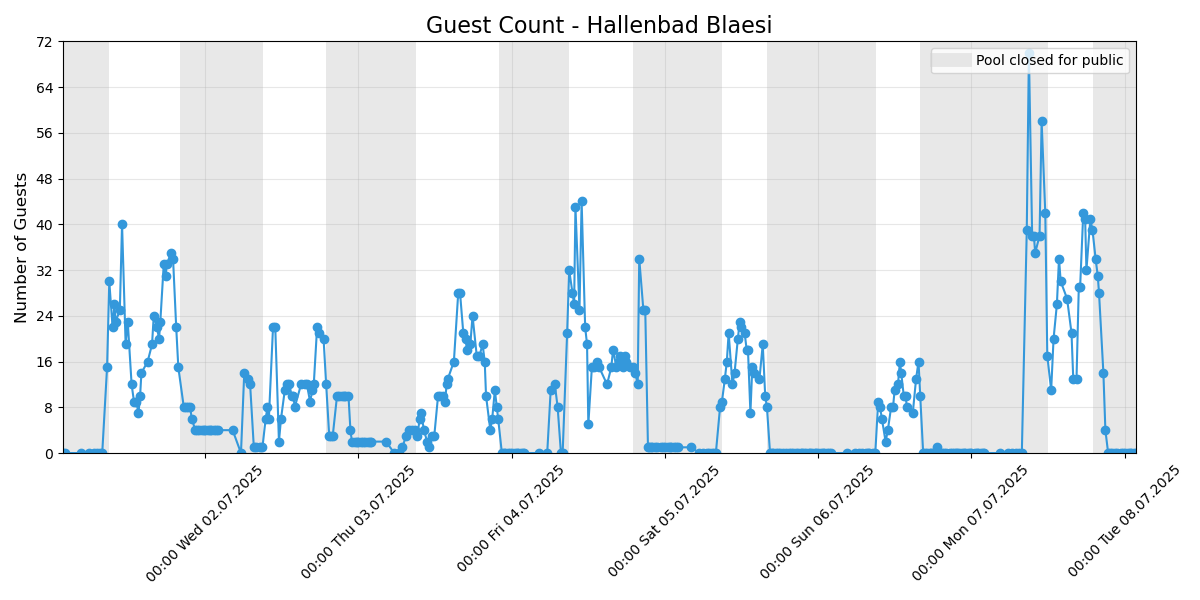 Guest Count - Hallenbad Blaesi
Pool closed for public
Number of Guests
72
64
56
48
40
32
24
16
8
0
00:00 Wed 02.07.2025
00:00 Thu 03.07.2025
00:00 Fri 04.07.2025
00:00 Sat 05.07.2025
00:00 Sun 06.07.2025
00:00 Mon 07.07.2025
00:00 Tue 08.07.2025